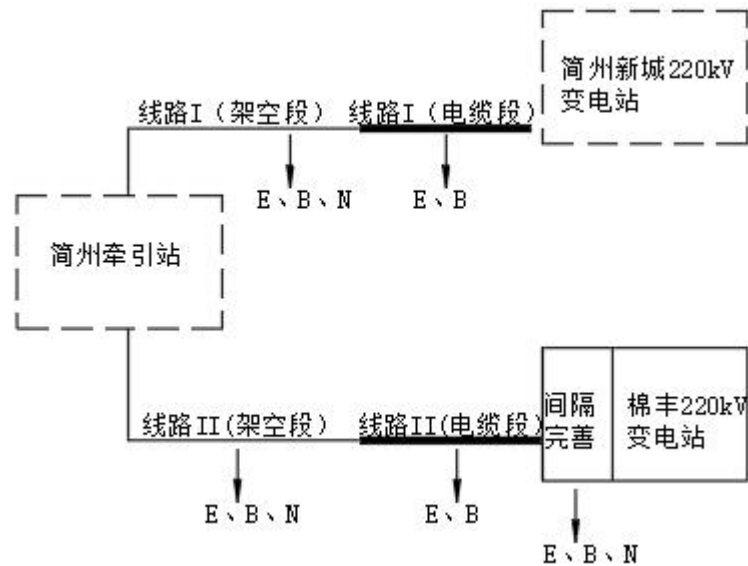 简州新城220kV
变电站
线路I（架空段）
线路I（电缆段）
E、B、N
E、B
简州牵引站
线路II(架空段)
线路II(电缆段)
间隔
完善
棉丰220kV
变电站
E、B、N
E、B
E、B、N